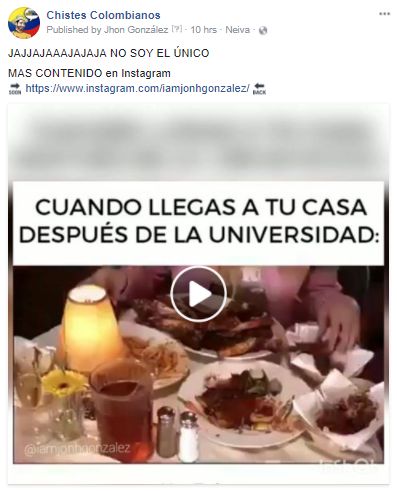 Chistes Colombianos
Published by Jhon González [?] · 10 hrs · Neiva ·
JAJJAJAAAJAJAJA NO SOY EL ÚNICO
MAS CONTENIDO en Instagram
SOON https://www.instagram.com/iamjonhgonzalez/ BACK
CUANDO LLEGAS A TU CASA
DESPUÉS DE LA UNIVERSIDAD:
@iamjonhgonzalez